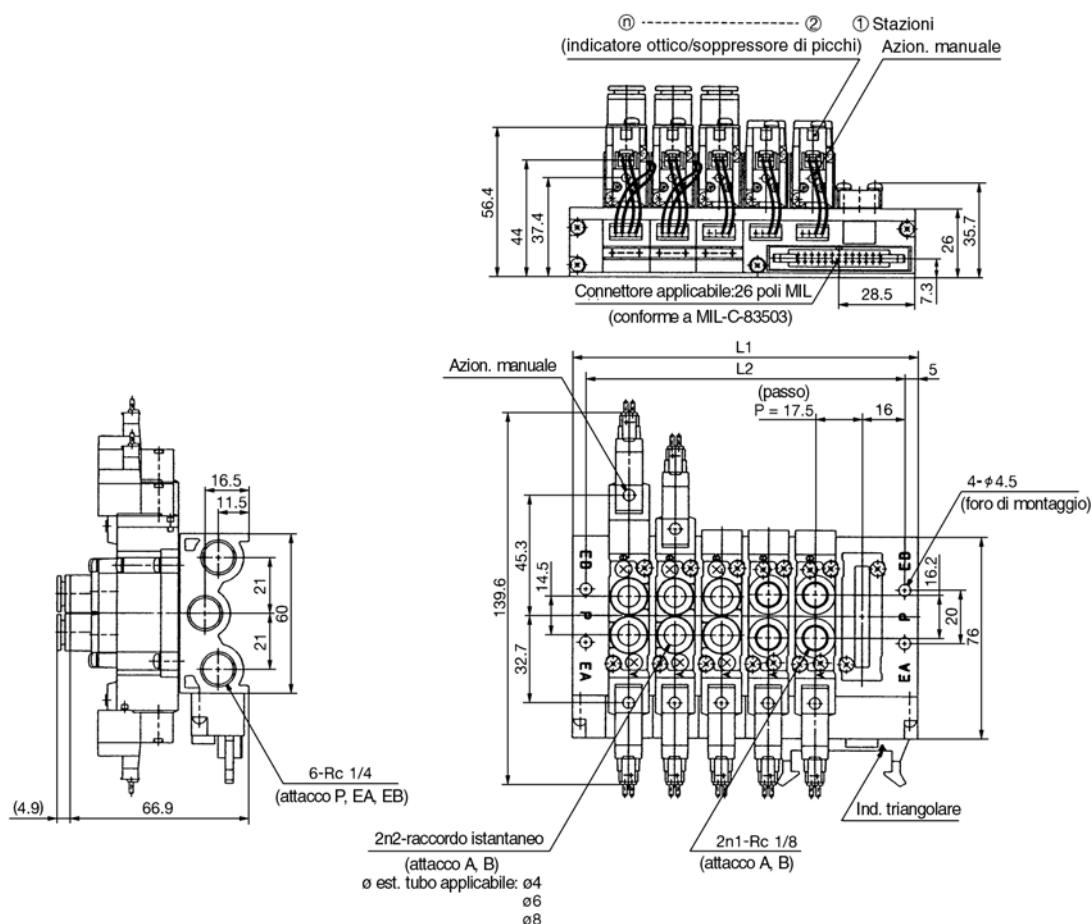 ⓝ ---------------------- ② ① Stazioni
(indicatore ottico/soppressore di picchi) Azion. manuale
56.4
44
37.4
26
35.7
7.3
28.5
Connettore applicabile:26 poli MIL
(conforme a MIL-C-83503)
L1
L2
5
Azion. manuale
(passo)
P = 17.5
16
4-φ4.5
(foro di montaggio)
16.5
11.5
21
21
60
139.6
45.3
14.5
32.7
EB
P
EA
B
B
B
B
B
EB
P
EA
16.2
20
76
6-Rc 1/4
(attacco P, EA, EB)
(4.9)
66.9
2n2-raccordo istantaneo
(attacco A, B)
ø est. tubo applicabile: ø4
ø6
ø8
2n1-Rc 1/8
(attacco A, B)
Ind. triangolare